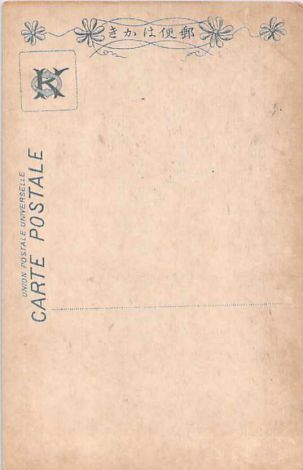 きかは便郵
K
UNION POSTALE UNIVERSELLE
CARTE POSTALE